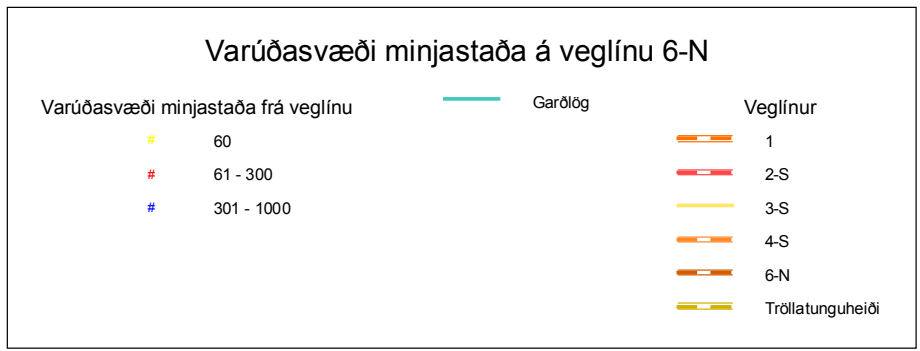 Varúðasvæði minjastaða á veglínu 6-N
Varúðasvæði minjastaða frá veglínu
# 60
# 61 - 300
# 301 - 1000
Garðlög
Veglínur
1
2-S
3-S
4-S
6-N
Tröllatunguheiði